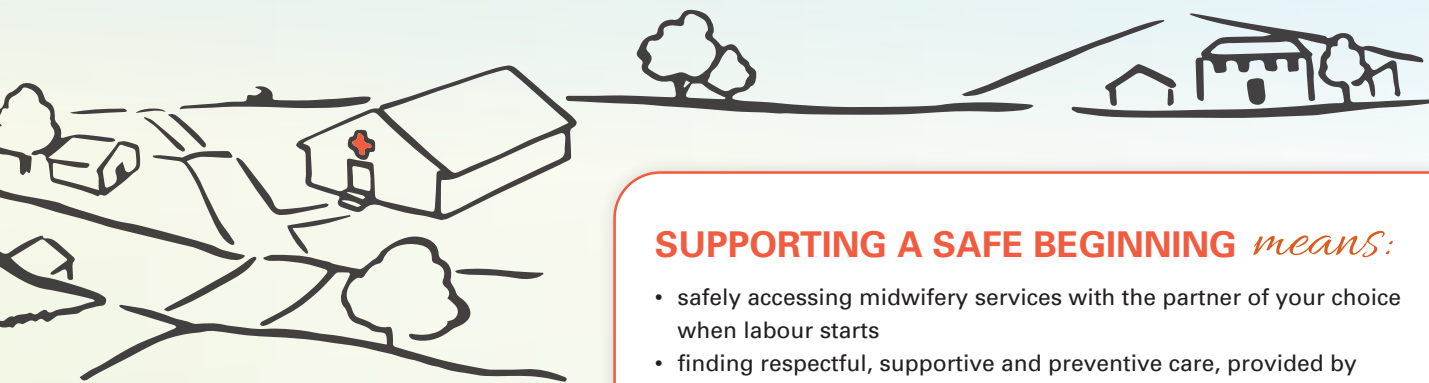 SUPPORTING A SAFE BEGINNING means:
• safely accessing midwifery services with the partner of your choice
when labour starts
• finding respectful, supportive and preventive care, provided by